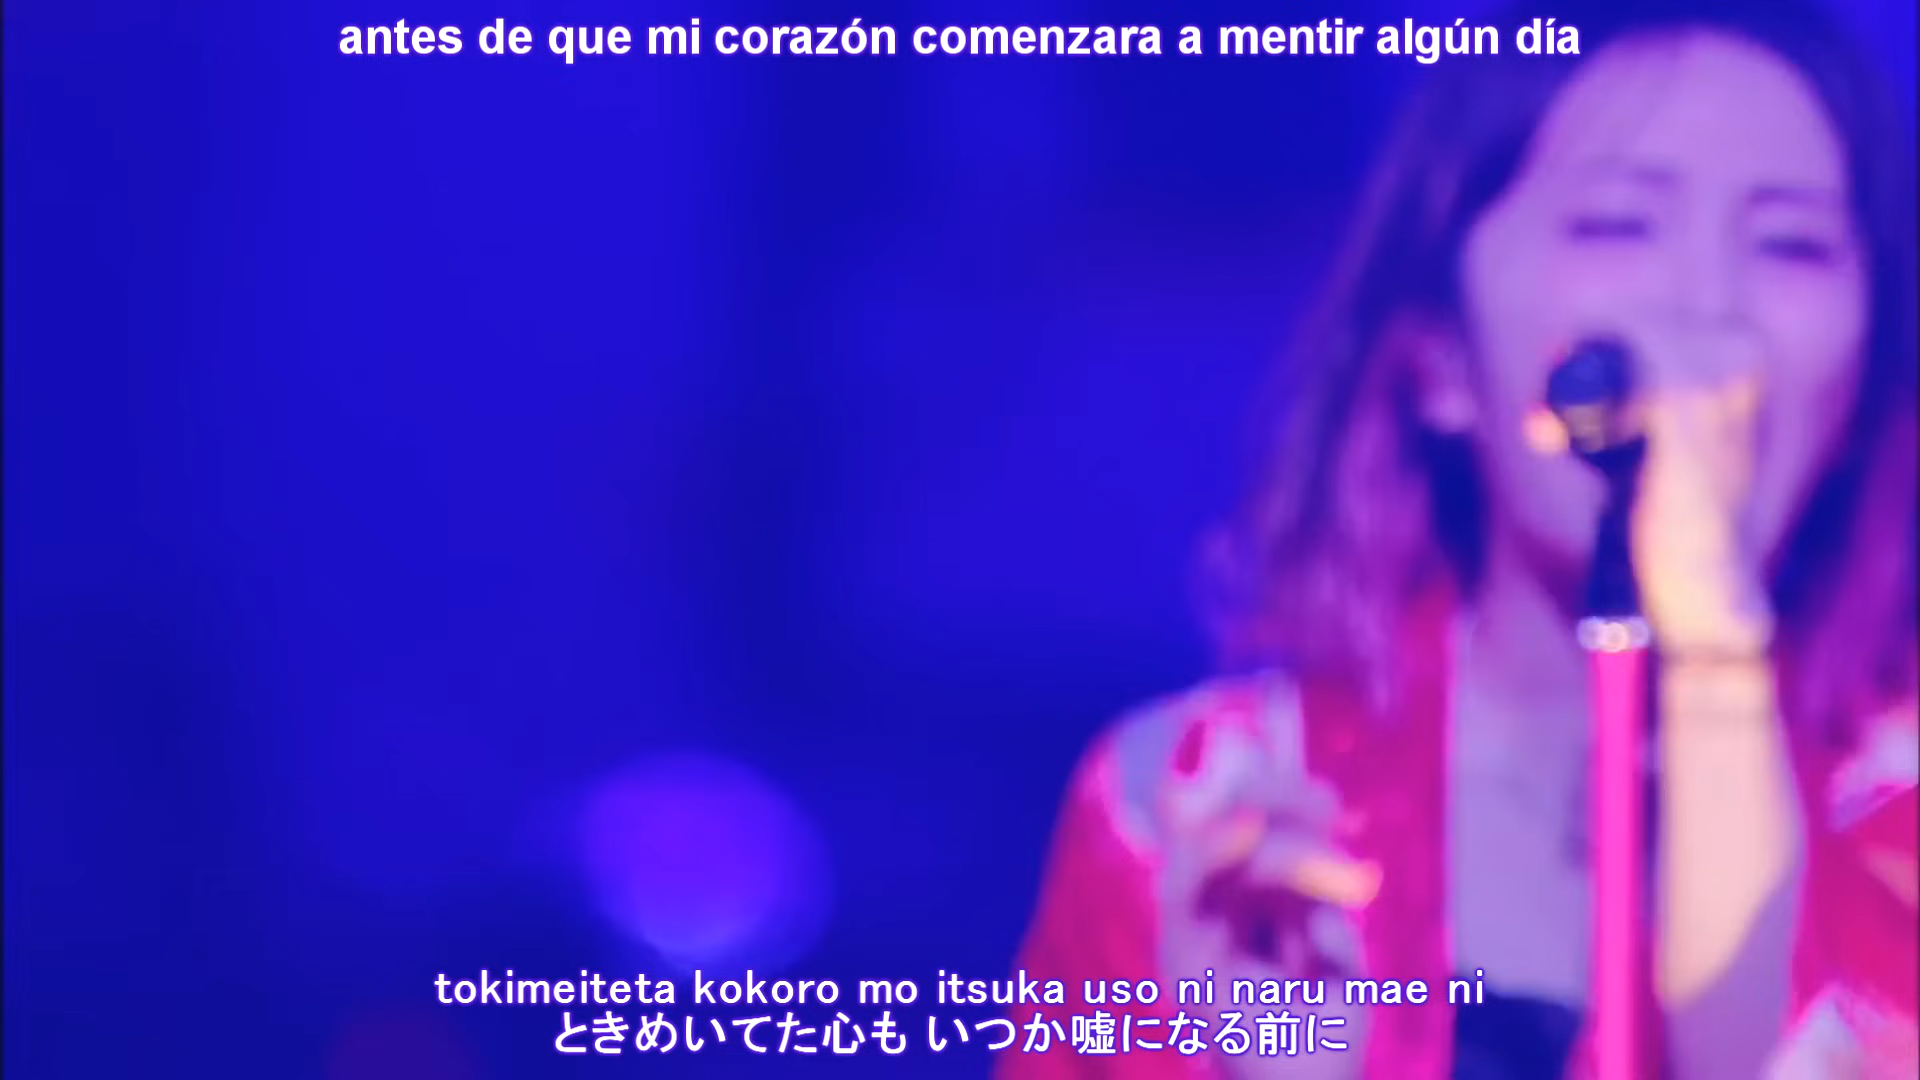 antes de que mi corazón comenzara a mentir algún día
tokimeiteta kokoro mo itsuka uso ni naru mae ni
ときめいてた心も いつか嘘になる前に